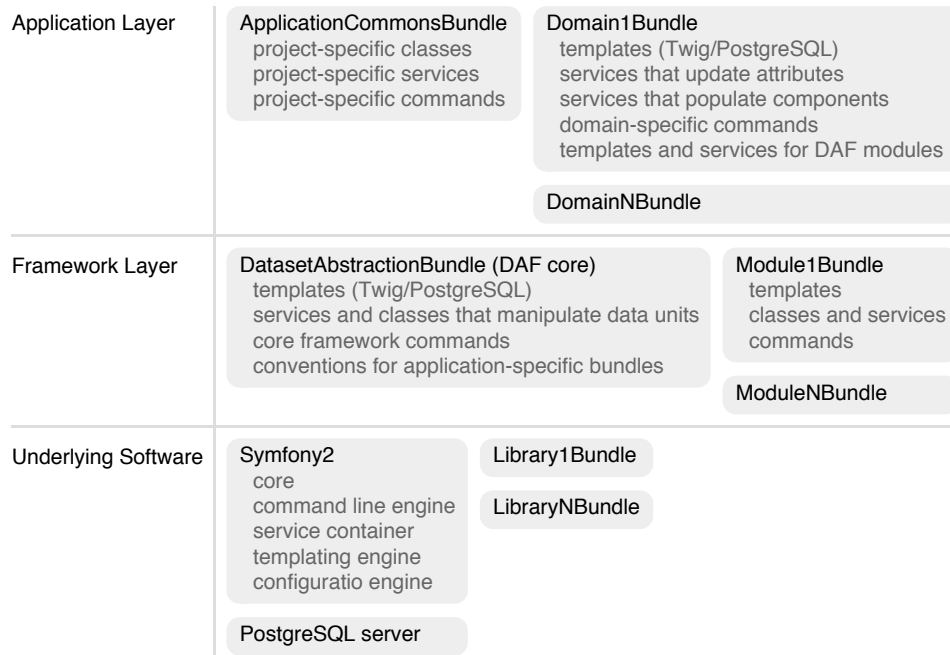 Application Layer
ApplicationCommonsBundle
project-specific classes
project-specific services
project-specific commands
Domain1Bundle
templates (Twig/PostgreSQL)
services that update attributes
services that populate components
domain-specific commands
templates and services for DAF modules
DomainNBundle
Framework Layer
DatasetAbstractionBundle (DAF core)
templates (Twig/PostgreSQL)
services and classes that manipulate data units
core framework commands
conventions for application-specific bundles
Module1Bundle
templates
classes and services
commands
ModuleNBundle
Underlying Software
Symfony2
core
command line engine
service container
templating engine
configuratio engine
Library1Bundle
LibraryNBundle
PostgreSQL server